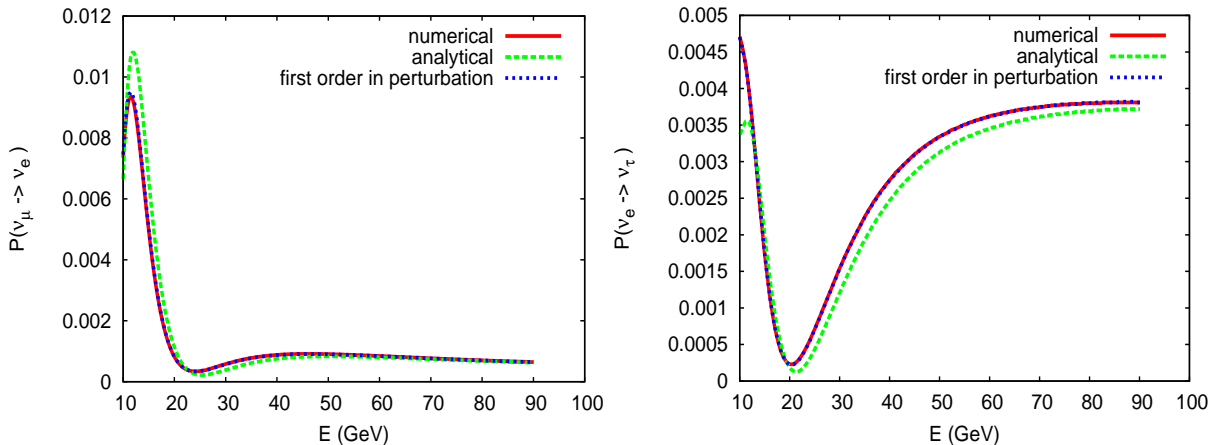 P(ν_μ -> ν_e )
0.012
0.01
0.008
0.006
0.004
0.002
0
numerical
analytical
first order in perturbation
10 20 30 40 50 60 70 80 90 100
E (GeV)
P(ν_e -> ν_τ )
0.005
0.0045
0.004
0.0035
0.003
0.0025
0.002
0.0015
0.001
0.0005
0
numerical
analytical
first order in perturbation
10 20 30 40 50 60 70 80 90 100
E (GeV)